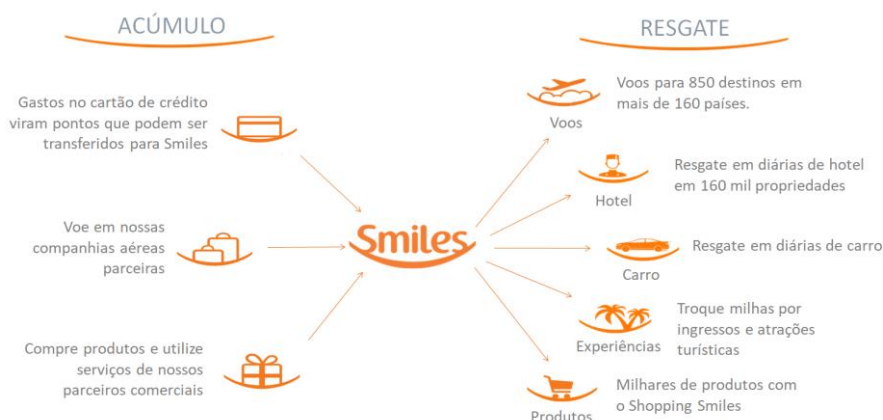 ACÚMULO
Gastos no cartão de crédito
viram pontos que podem ser
transferidos para Smiles
Voe em nossas
companhias aéreas
parceiras
Compre produtos e utilize
serviços de nossos
parceiros comerciais
Smiles
RESGATE
Voos
Voos para 850 destinos em
mais de 160 países.
Hotel
Resgate em diárias de hotel
em 160 mil propriedades
Carro
Resgate em diárias de carro
Experiências
Troque milhas por
ingressos e atrações
turísticas
Produtos
Milhares de produtos com
o Shopping Smiles